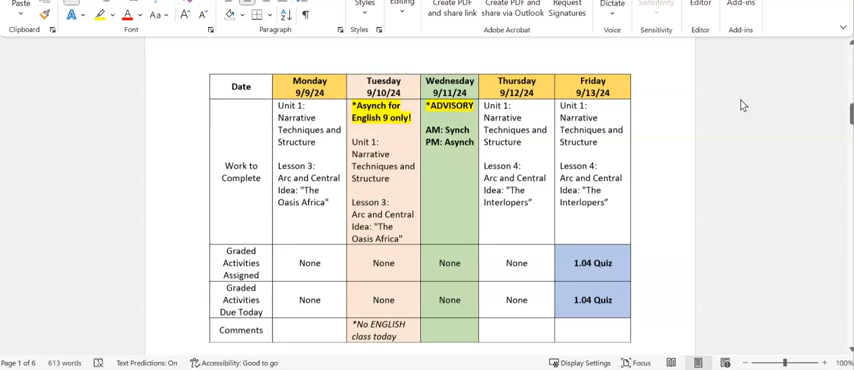 Paste
Clipboard
A
A
Aa
A
A
Font
Paragraph
Styles
Styles
Editing
Create PDF
and share link
Create PDF and
share via Outlook
Request
Signatures
Adobe Acrobat
Dictate
Voice
Sensitivity
Sensitivity
Editor
Editor
Add-ins
Add-ins
Date
Monday
9/9/24
Tuesday
9/10/24
Wednesday
9/11/24
Thursday
9/12/24
Friday
9/13/24
Work to
Complete
Unit 1:
Narrative
Techniques and
Structure
Lesson 3:
Arc and Central
Idea: "The
Oasis Africa"
*Asynch for
English 9 only!
Unit 1:
Narrative
Techniques and
Structure
Lesson 3:
Arc and Central
Idea: "The
Oasis Africa"
*ADVISORY
AM: Synch
PM: Asynch
Unit 1:
Narrative
Techniques and
Structure
Lesson 4:
Arc and Central
Idea: "The
Interlopers"
Unit 1:
Narrative
Techniques and
Structure
Lesson 4:
Arc and Central
Idea: "The
Interlopers"
Graded
Activities
Assigned
None
None
None
None
1.04 Quiz
Graded
Activities
Due Today
None
None
None
None
1.04 Quiz
Comments
*No ENGLISH
class today
Page 1 of 6
613 words
Text Predictions: On
Accessibility: Good to go
Display Settings
Focus
100%